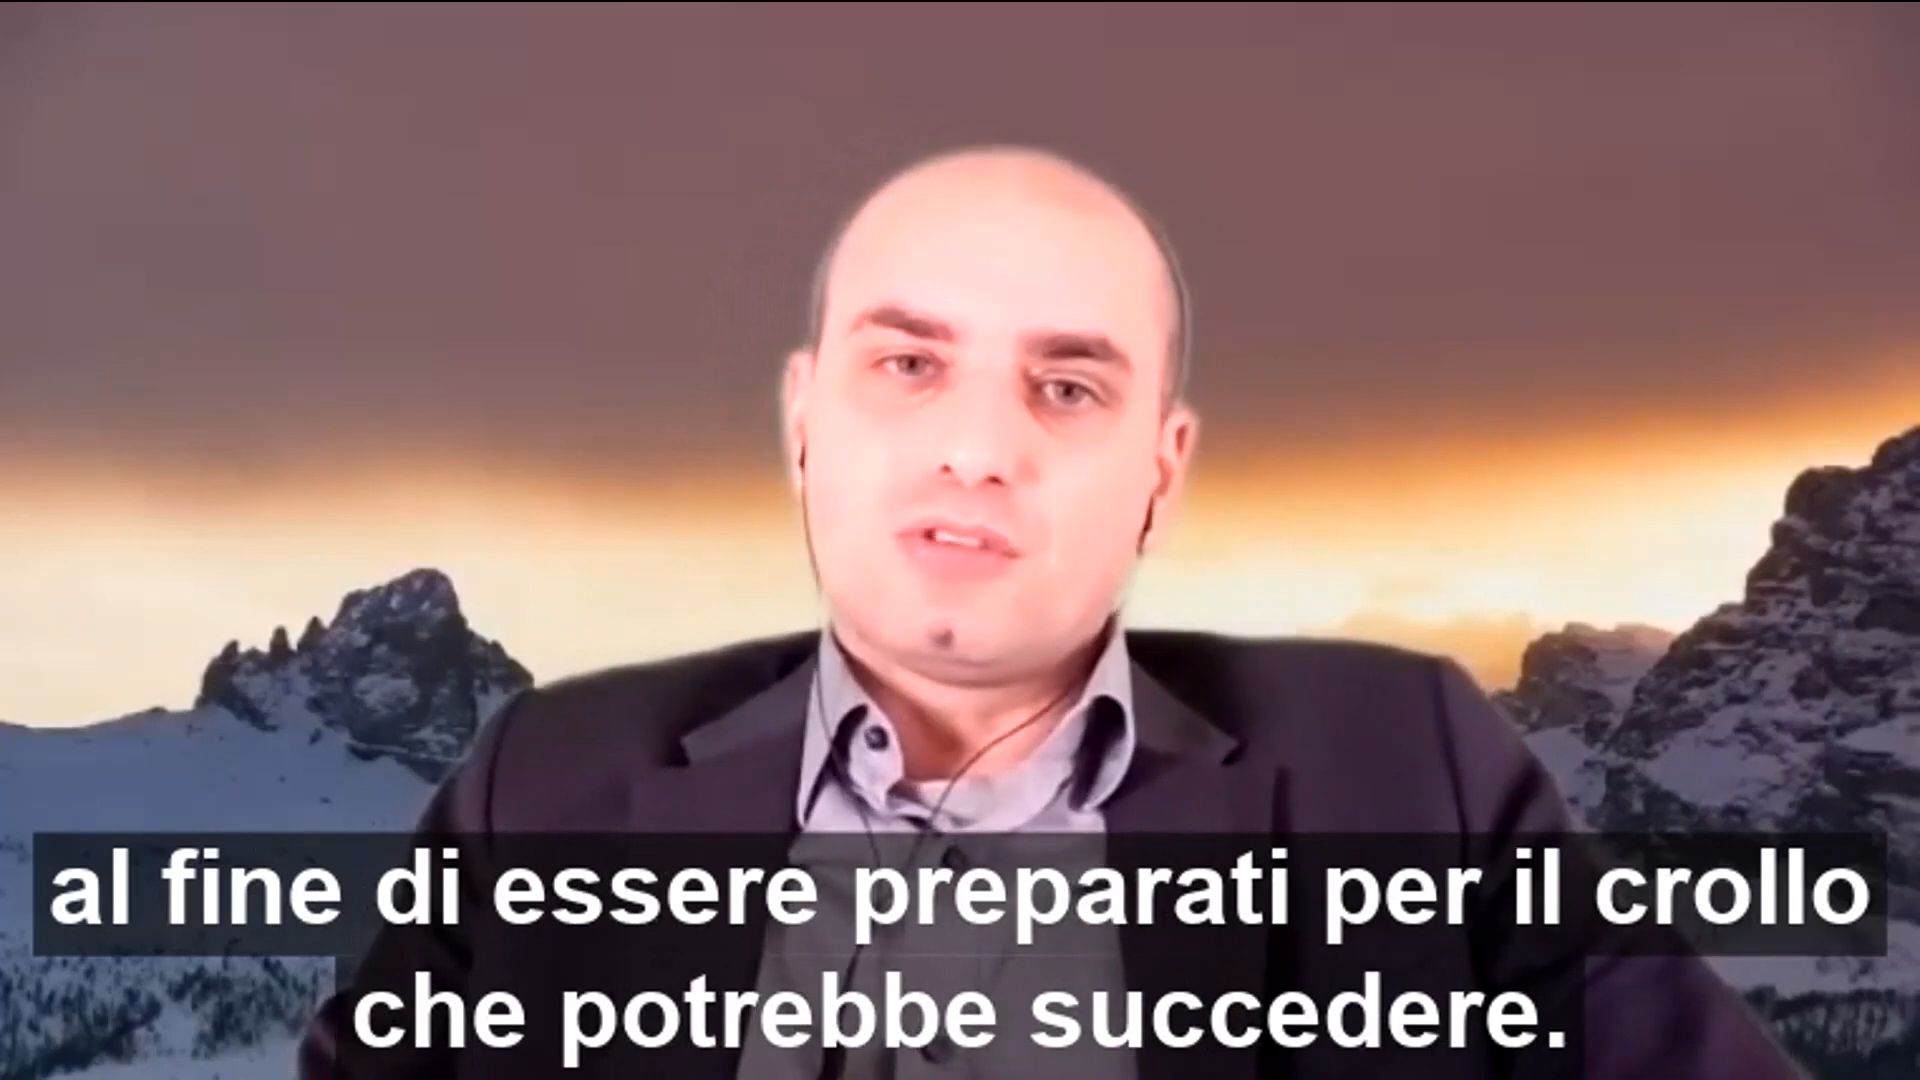 al fine di essere preparati per il crollo
che potrebbe succedere.